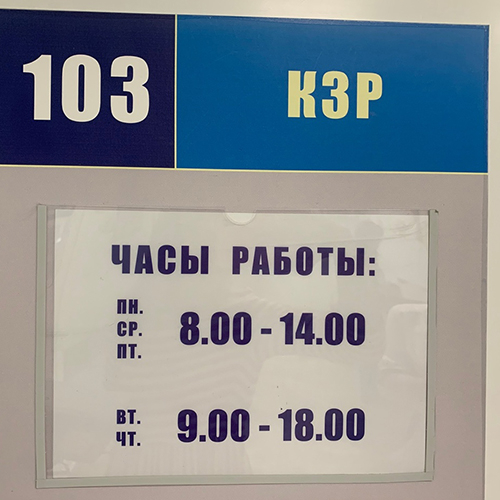 103 КЗР
ЧАСЫ РАБОТЫ:
ПН.
СР. 8.00 - 14.00
ПТ.
ВТ. 9.00 - 18.00
ЧТ.